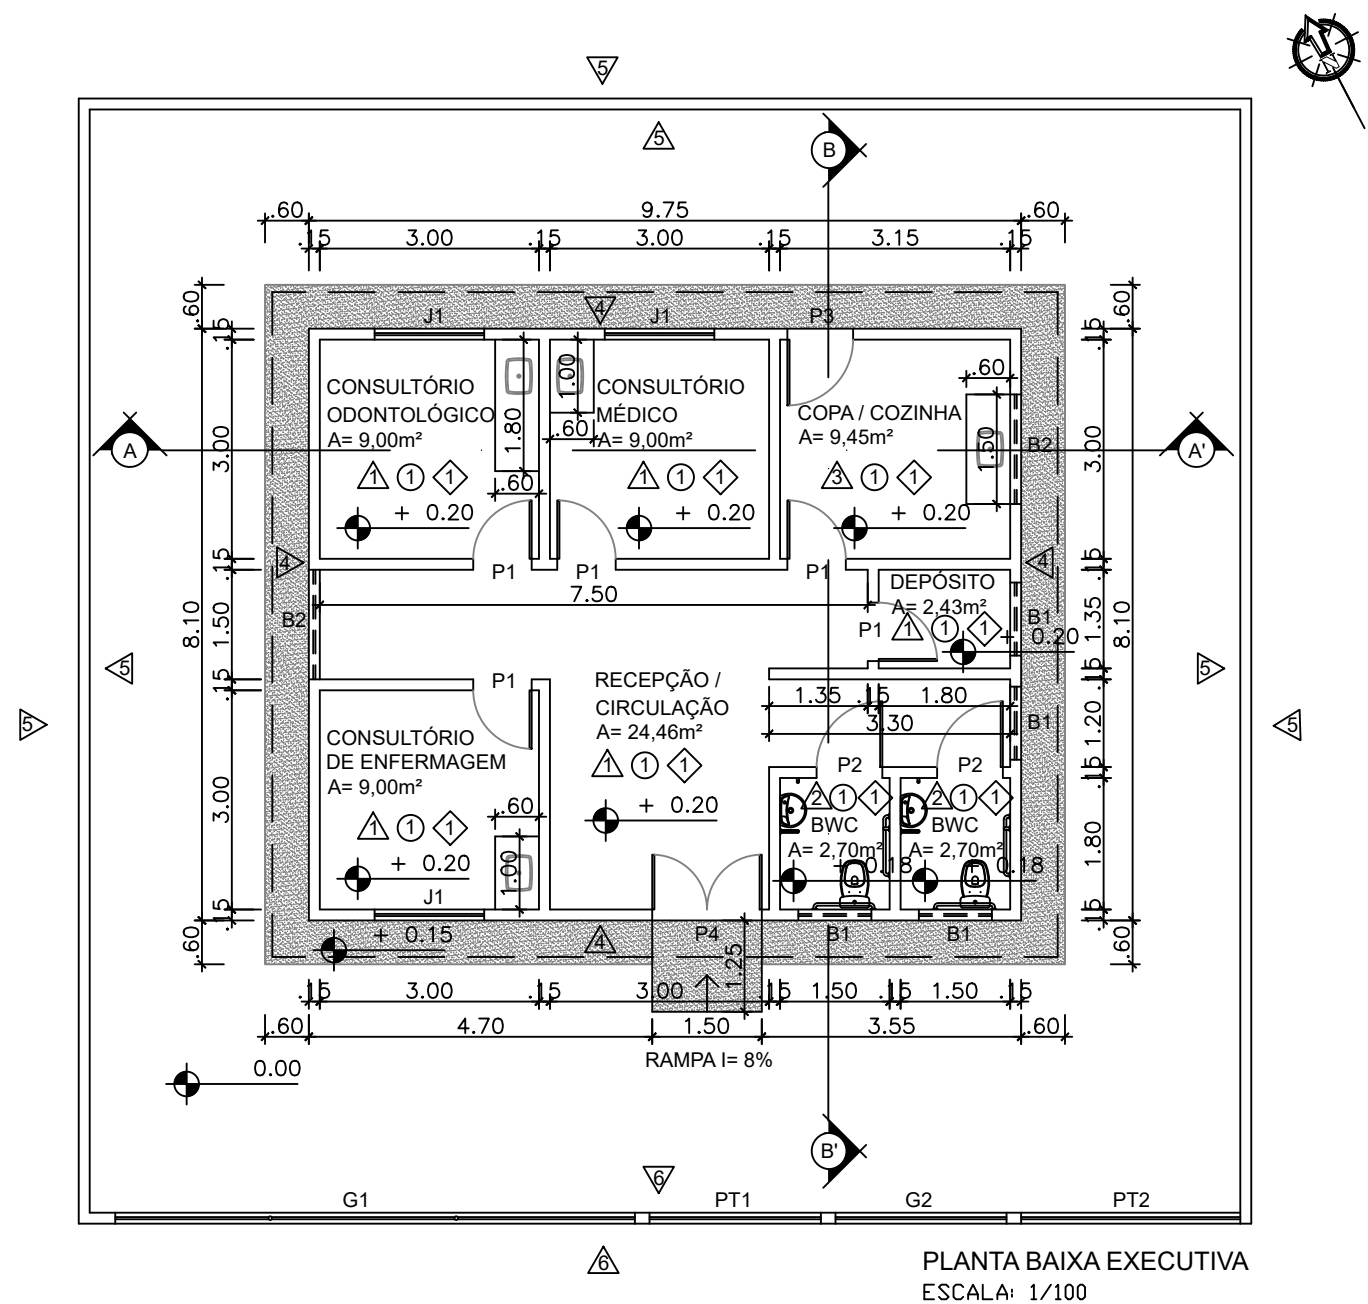 N
5
5
B
.60
9.75
.60
.15
3.00
.15
3.00
.15
3.15
.15
.60
.60
.15
.15
J1
4
J1
P3
CONSULTÓRIO
ODONTOLÓGICO
A= 9,00m²
1.80
1.00
.60
CONSULTÓRIO
MÉDICO
A= 9,00m²
COPA / COZINHA
A= 9,45m²
.60
1.50
B2
A
A'
3.00
3.00
1 1 1
.60
1 1 1
3 1 1
+ 0.20
+ 0.20
+ 0.20
4
4
.15
.15
P1
P1
P1
7.50
DEPÓSITO
A= 2,43m²
1 1 1
P1
+ 0.20
B2
B1
8.10
1.50
1.35
8.10
5
5
.15
.15
P1
RECEPÇÃO /
CIRCULAÇÃO
A= 24,46m²
1 1 1
+ 0.20
1.35
.15
1.80
3.30
B1
1.20
5
5
CONSULTÓRIO
DE ENFERMAGEM
A= 9,00m²
1 1 1
.60
+ 0.20
1.00
J1
3.00
P2
P2
.15
2 1 1
2 1 1
BWC
BWC
A= 2,70m²
A= 2,70m²
+ 0.18
+ 0.18
1.80
.15
.15
.60
.60
+ 0.15
4
P4
1.25
B1
B1
.15
3.00
.15
3.00
.15
1.50
.15
1.50
.15
.60
4.70
1.50
3.55
.60
RAMPA I= 8%
0.00
B'
6
G1
PT1
G2
PT2
6
PLANTA BAIXA EXECUTIVA
ESCALA: 1/100